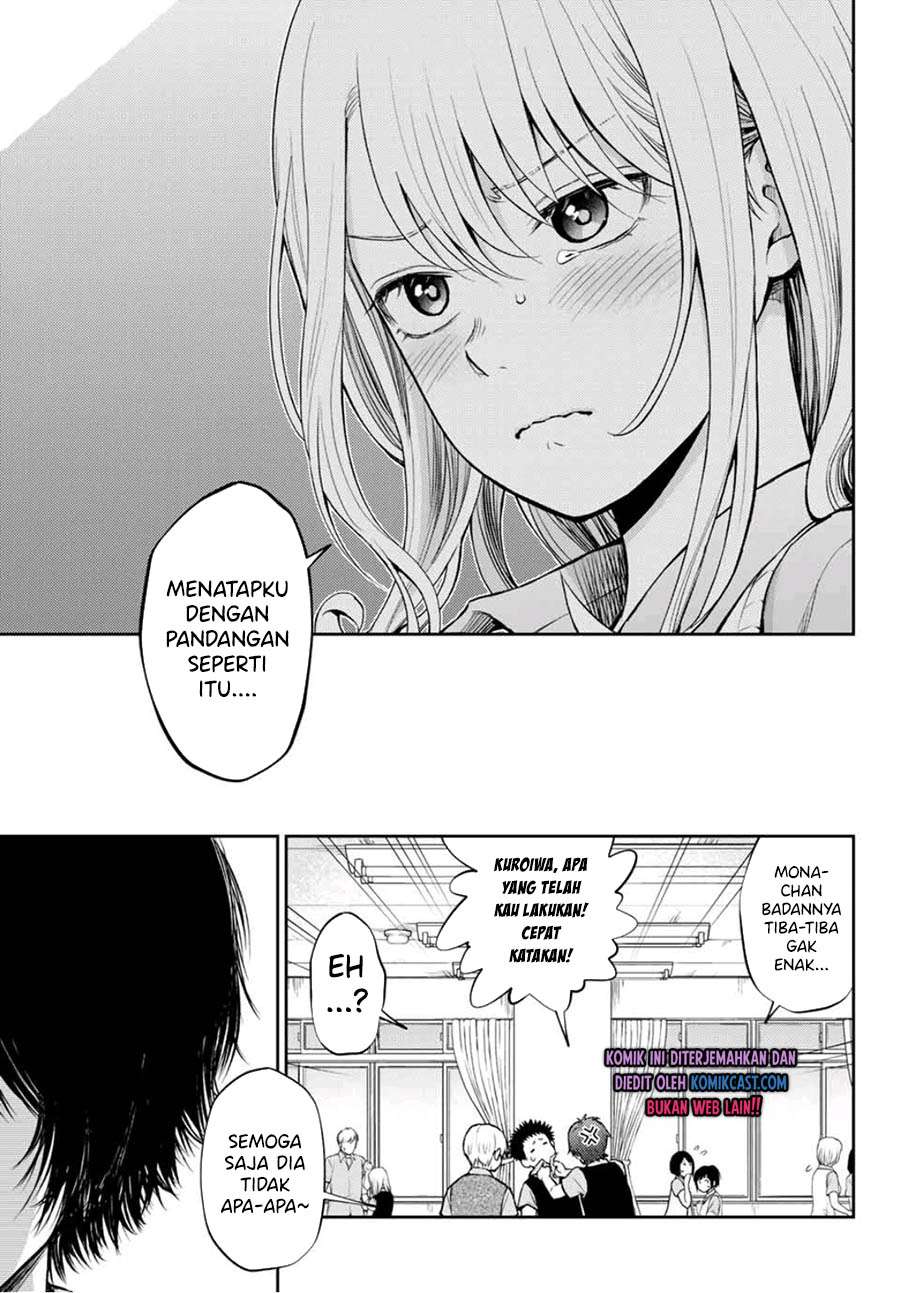 MENATAPKU
DENGAN
PANDANGAN
SEPERTI
ITU....
MONA-
CHAN
BADANNYA
TIBA-TIBA
GAK
ENAK...
KUROIWA, APA
YANG TELAH
KAU LAKUKAN!
CEPAT
KATAKAN!
EH
...?
KOMIK INI DITERJEMAHKAN DAN
DIEDIT OLEH KOMIKCAST.COM
BUKAN WEB LAIN!!
SEMOGA
SAJA DIA
TIDAK
APA-APA~